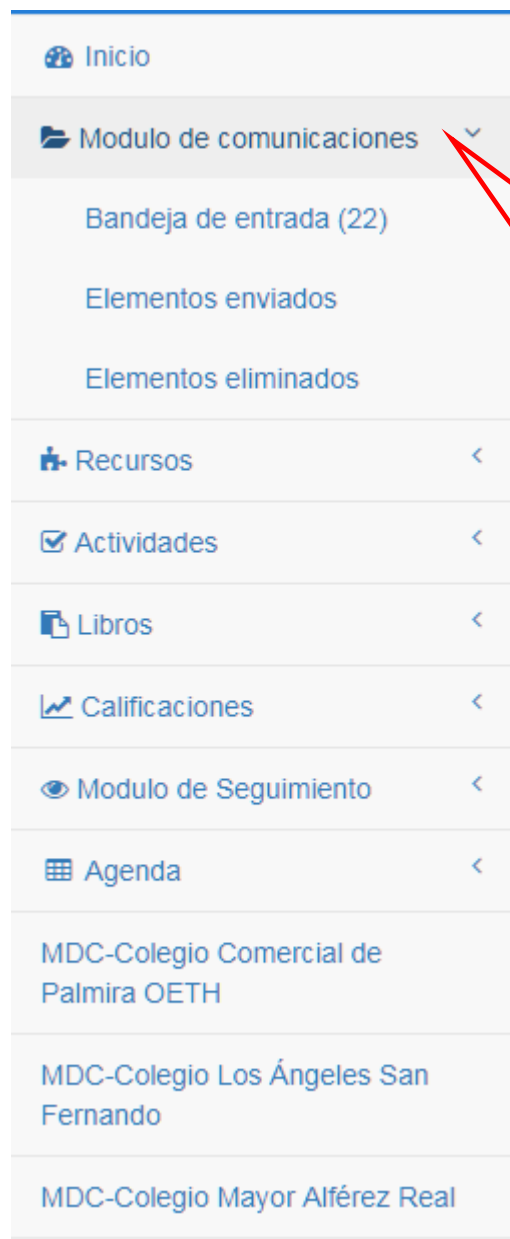 Inicio
Modulo de comunicaciones
Bandeja de entrada (22)
Elementos enviados
Elementos eliminados
Recursos
Actividades
Libros
Calificaciones
Modulo de Seguimiento
Agenda
MDC-Colegio Comercial de
Palmira OETH
MDC-Colegio Los Ángeles San
Fernando
MDC-Colegio Mayor Alférez Real